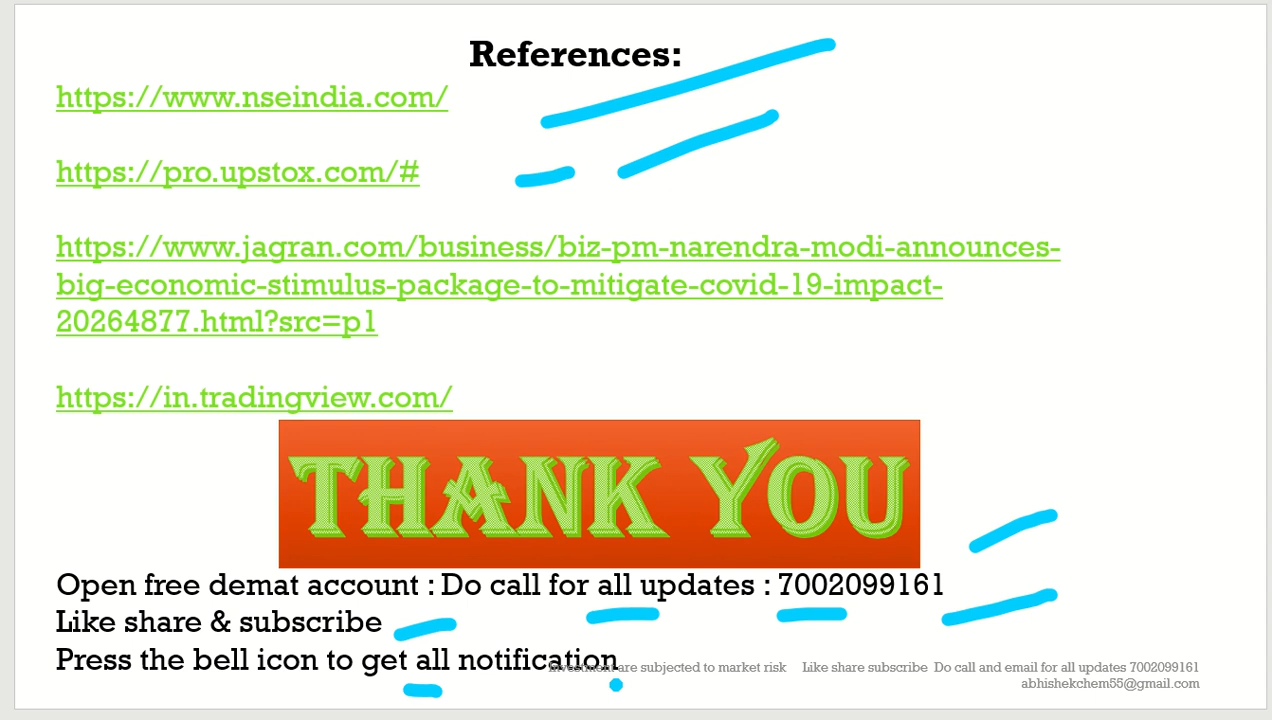 References:
https://www.nseindia.com/
https://pro.upstox.com/#
https://www.jagran.com/business/biz-pm-narendra-modi-announces-
big-economic-stimulus-package-to-mitigate-covid-19-impact-
20264877.html?src=p1
https://in.tradingview.com/
THANK YOU
Open free demat account : Do call for all updates : 7002099161
Like share & subscribe
Press the bell icon to get all notification
Investment are subjected to market risk Like share subscribe Do call and email for all updates 7002099161
abhishekchem55@gmail.com